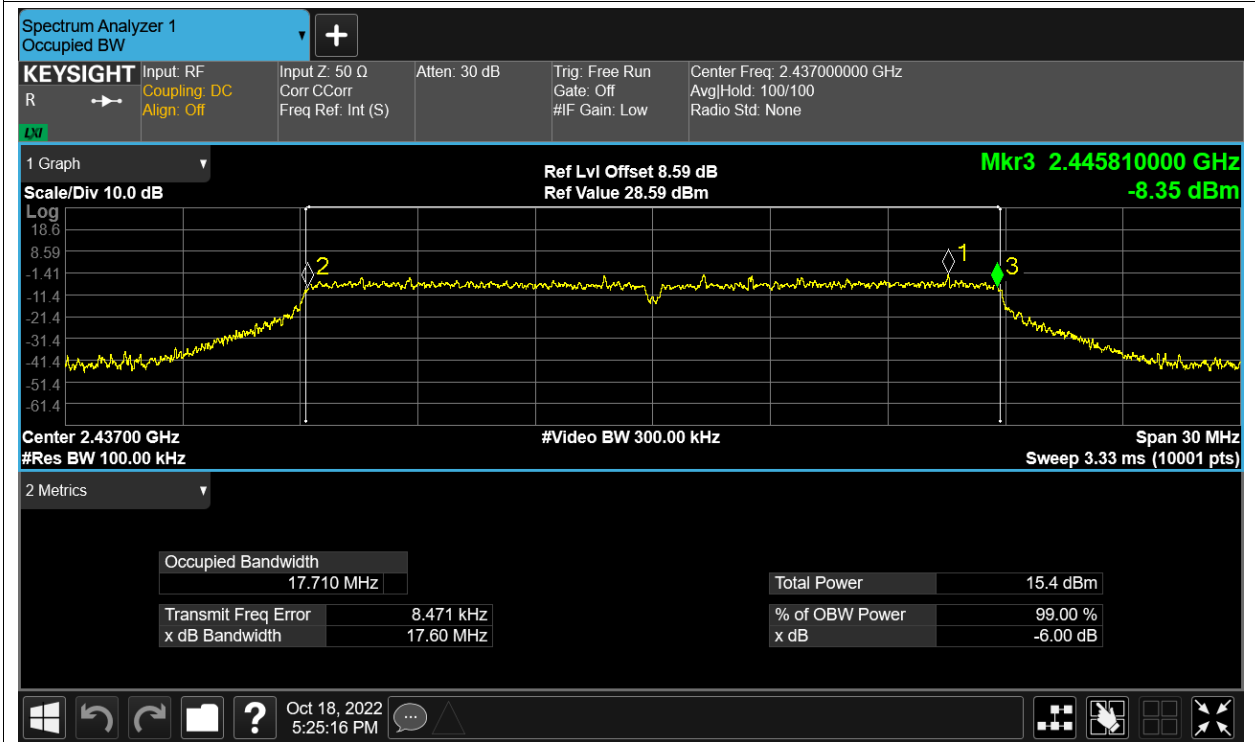 Spectrum Analyzer 1
Occupied BW
KEYSIGHT
R
LXI
Input: RF
Coupling: DC
Align: Off
Input Z: 50 Ω
Corr CCorr
Freq Ref: Int (S)
Atten: 30 dB
Trig: Free Run
Gate: Off
#IF Gain: Low
Center Freq: 2.437000000 GHz
Avg|Hold: 100/100
Radio Std: None
1 Graph
Scale/Div 10.0 dB
Ref Lvl Offset 8.59 dB
Ref Value 28.59 dBm
Mkr3 2.445810000 GHz
-8.35 dBm
Log
18.6
8.59
-1.41
-11.4
-21.4
-31.4
-41.4
-51.4
-61.4
2
1
3
Center 2.43700 GHz
#Video BW 300.00 kHz
Span 30 MHz
#Res BW 100.00 kHz
Sweep 3.33 ms (10001 pts)
2 Metrics
Occupied Bandwidth
17.710 MHz
Total Power 15.4 dBm
Transmit Freq Error 8.471 kHz
% of OBW Power 99.00 %
x dB Bandwidth 17.60 MHz
x dB -6.00 dB
?
Oct 18, 2022
5:25:16 PM